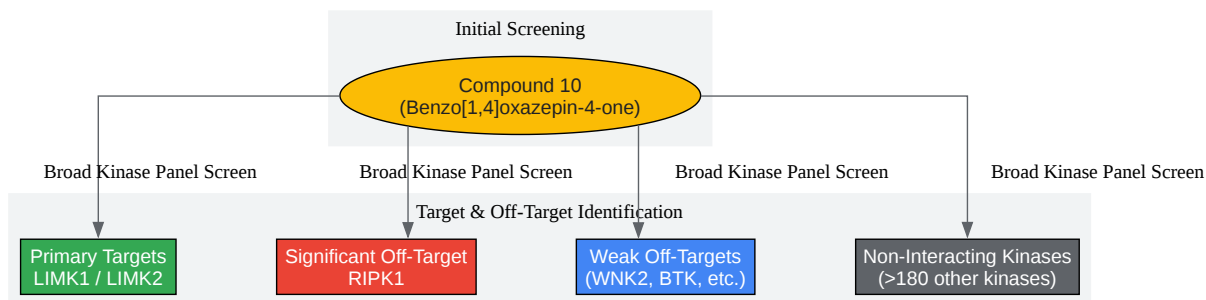 Initial Screening
Compound 10
(Benzo[1,4]oxazepin-4-one)
Broad Kinase Panel Screen
Broad Kinase Panel Screen
Broad Kinase Panel Screen
Broad Kinase Panel Screen
Target & Off-Target Identification
Primary Targets
LIMK1 / LIMK2
Significant Off-Target
RIPK1
Weak Off-Targets
(WNK2, BTK, etc.)
Non-Interacting Kinases
(>180 other kinases)